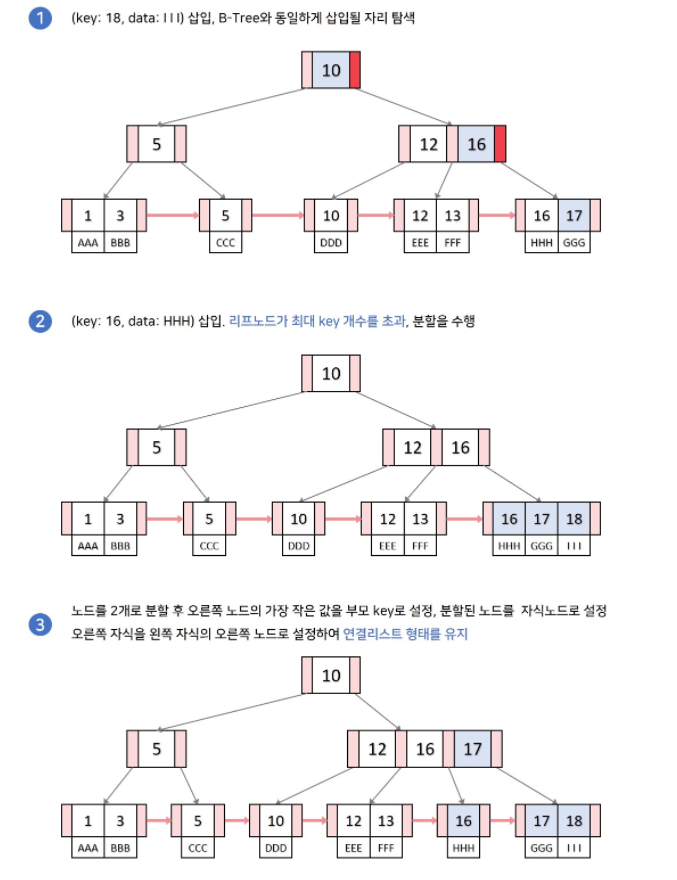 1 (key: 18, data: I I I) 삽입, B-Tree와 동일하게 삽입될 자리 탐색
10
5 12 16
1 3 5 10 12 13 16 17
AAA BBB CCC DDD EEE FFF HHH GGG
2 (key: 16, data: HHH) 삽입. 리프노드가 최대 key 개수를 초과, 분할을 수행
10
5 12 16
1 3 5 10 12 13 16 17 18
AAA BBB CCC DDD EEE FFF HHH GGG I I I
노드를 2개로 분할 후 오른쪽 노드의 가장 작은 값을 부모 key로 설정, 분할된 노드를 자식노드로 설정
3 오른쪽 자식을 왼쪽 자식의 오른쪽 노드로 설정하여 연결리스트 형태를 유지
10
5 12 16 17
1 3 5 10 12 13 16 17 18
AAA BBB CCC DDD EEE FFF HHH GGG I I I